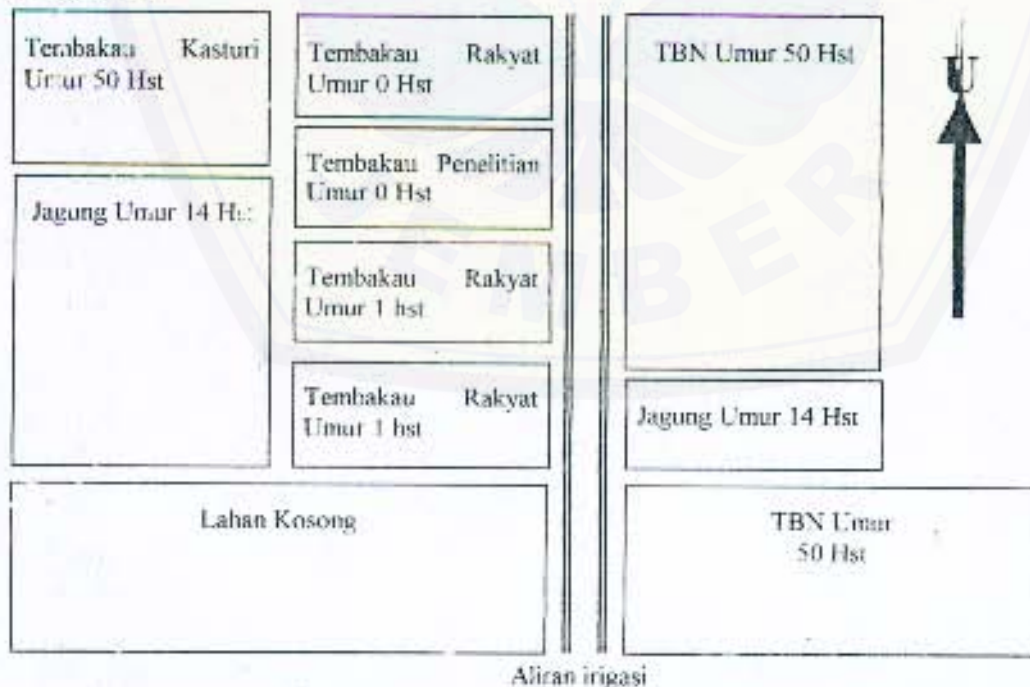 Tembakau Kasturi
Umur 50 Hst
Tembakau Rakyat
Umur 0 Hst
TBN Umur 50 Hst
U
Tembakau Penelitian
Umur 0 Hst
Jagung Umur 14
Tembakau Rakyat
Umur 1 hst
Tembakau Rakyat
Umur 1 hst
Jagung Umur 14 Hst
Lahan Kosong
TBN Umur
50 Hst
Aliran irigasi